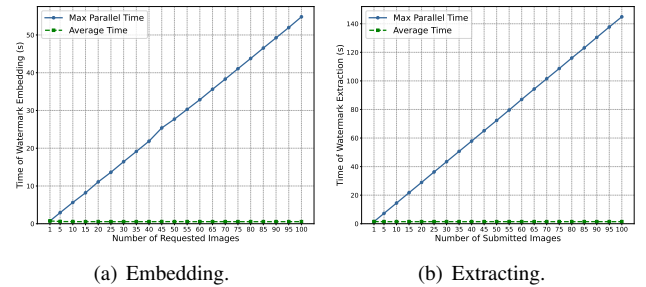 Max Parallel Time
Average Time
Time of Watermark Embedding (s)
50
40
30
20
10
0
1 5 10 15 20 25 30 35 40 45 50 55 60 65 70 75 80 85 90 95 100
Number of Requested Images
(a) Embedding.
Max Parallel Time
Average Time
Time of Watermark Extraction (s)
140
120
100
80
60
40
20
0
1 5 10 15 20 25 30 35 40 45 50 55 60 65 70 75 80 85 90 95 100
Number of Submitted Images
(b) Extracting.